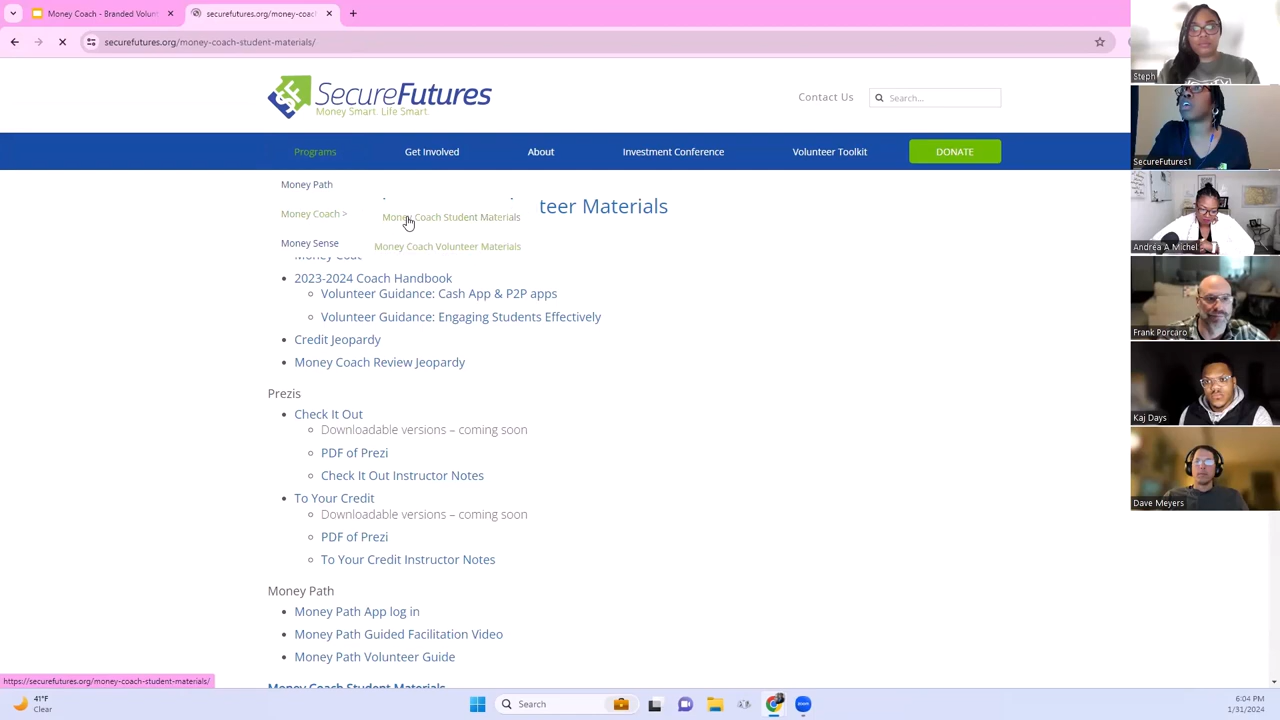 Money Coach - Branded Volunt
securefutures.org/money-coach
securefutures.org/money-coach-student-materials/
SecureFutures
Money Smart. Life Smart.
Contact Us
Search...
Programs
Get Involved
About
Investment Conference
Volunteer Toolkit
DONATE
Money Path
Money Coach >
Money Sense
Money Coach Student Materials
Money Coach Volunteer Materials
teer Materials
2023-2024 Coach Handbook
Volunteer Guidance: Cash App & P2P apps
Volunteer Guidance: Engaging Students Effectively
Credit Jeopardy
Money Coach Review Jeopardy
Prezis
Check It Out
Downloadable versions – coming soon
PDF of Prezi
Check It Out Instructor Notes
To Your Credit
Downloadable versions – coming soon
PDF of Prezi
To Your Credit Instructor Notes
Money Path
Money Path App log in
Money Path Guided Facilitation Video
Money Path Volunteer Guide
Money Coach Student Materials
https://securefutures.org/money-coach-student-materials/
41°F
Clear
Search
6:04 PM
1/31/2024
Steph
SecureFutures1
Andrea A Michel
Frank Porcaro
Kaj Days
Dave Meyers